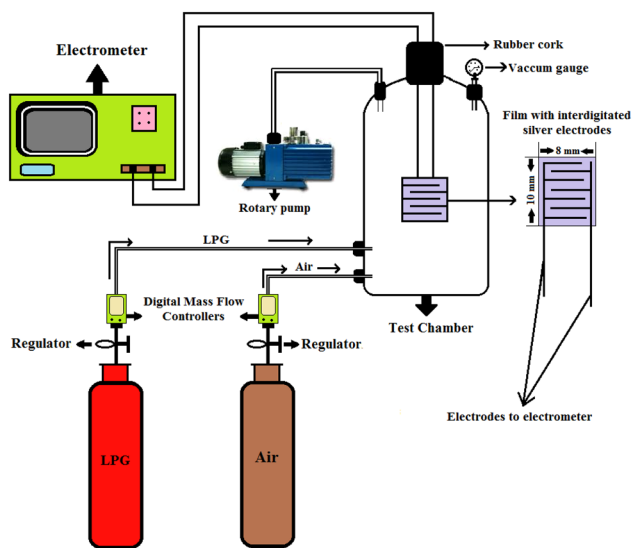 Electrometer
Rubber cork
Vaccum gauge
Film with interdigitated
silver electrodes
8 mm
10 mm
Rotary pump
LPG
Air
Digital Mass Flow
Controllers
Test Chamber
Regulator
Regulator
Electrodes to electrometer
LPG
Air